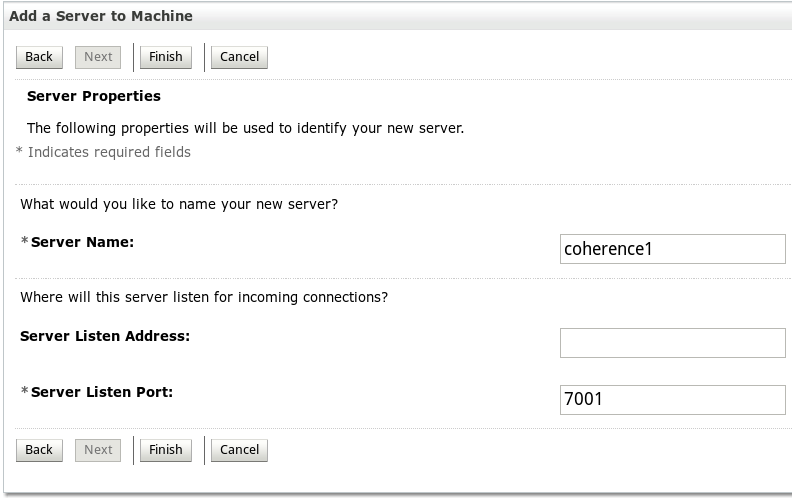 Add a Server to Machine
Back Next Finish Cancel
Server Properties
The following properties will be used to identify your new server.
* Indicates required fields
What would you like to name your new server?
* Server Name: coherence1
Where will this server listen for incoming connections?
Server Listen Address:
* Server Listen Port: 7001
Back Next Finish Cancel